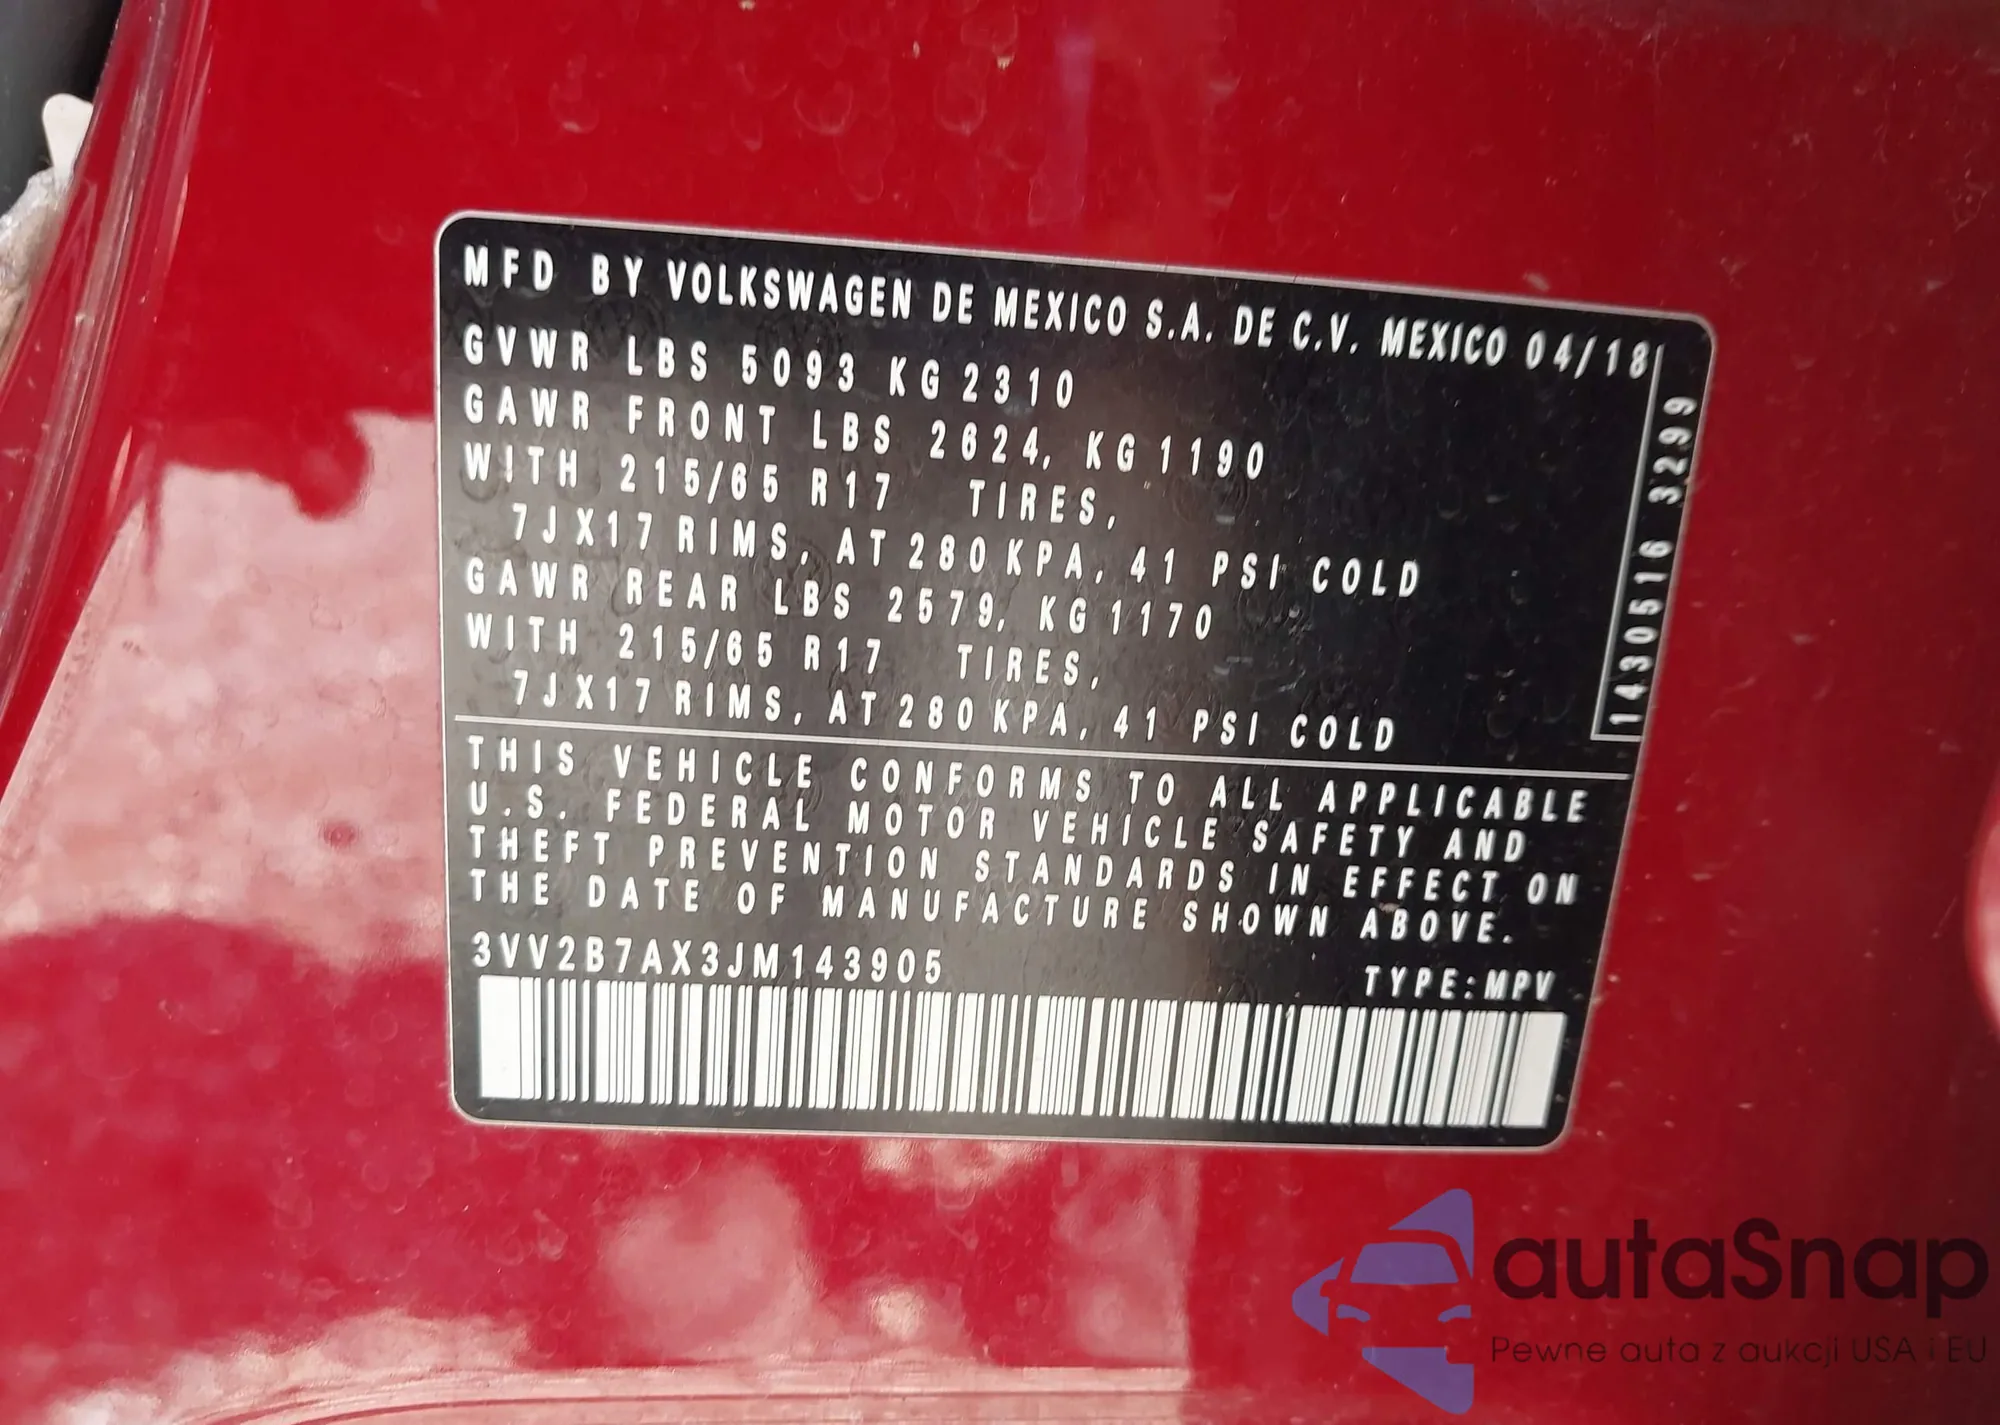 MFD BY VOLKSWAGEN DE MEXICO S.A. DE C.V. MEXICO 04/18
GVWR LBS 5093 KG 2310
GAWR FRONT LBS 2624, KG 1190
WITH 215/65 R17 TIRES,
7JX17 RIMS, AT 280 KPA, 41 PSI COLD
GAWR REAR LBS 2579, KG 1170
WITH 215/65 R17 TIRES,
7JX17 RIMS, AT 280 KPA, 41 PSI COLD
1430516 3299
THIS VEHICLE CONFORMS TO ALL APPLICABLE
U.S. FEDERAL MOTOR VEHICLE SAFETY AND
THEFT PREVENTION STANDARDS IN EFFECT ON
THE DATE OF MANUFACTURE SHOWN ABOVE.
3VV2B7AX3JM143905 TYPE:MPV
autaSnap
Pewne auta z aukcji USA i EU